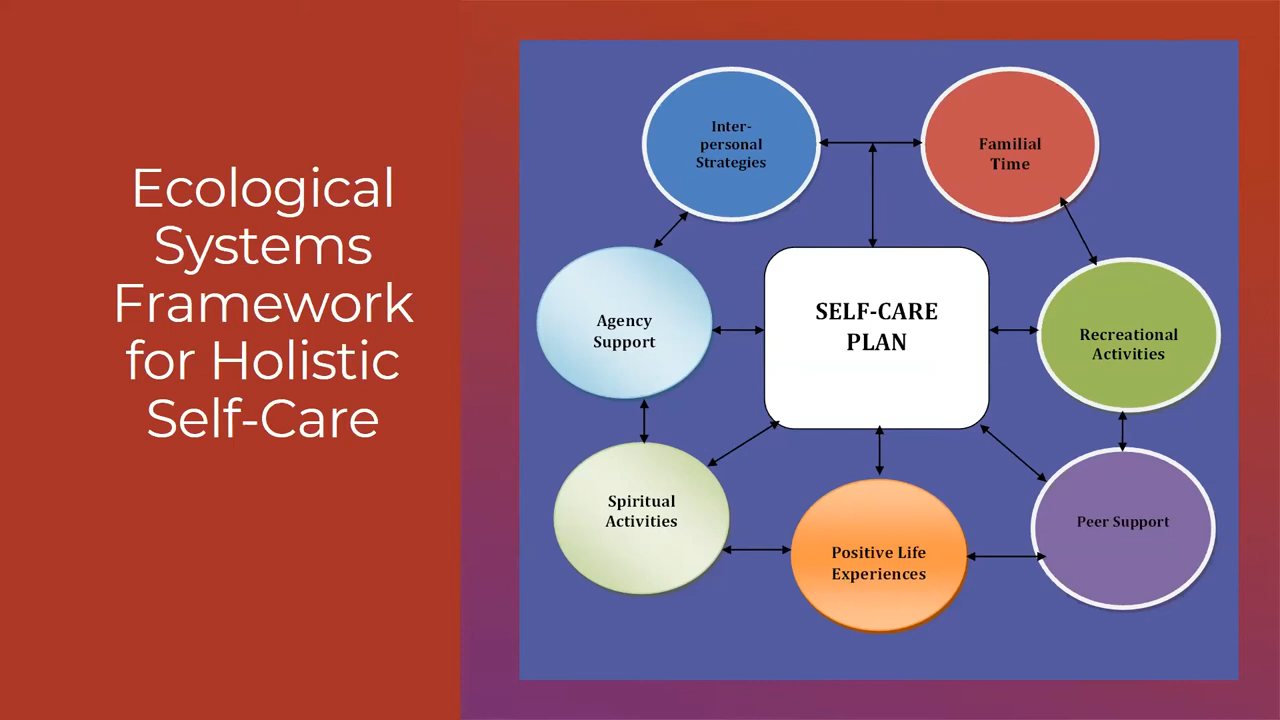 Ecological
Systems
Framework
for Holistic
Self-Care
Inter-
personal
Strategies
Familial
Time
Agency
Support
SELF-CARE
PLAN
Recreational
Activities
Spiritual
Activities
Positive Life
Experiences
Peer Support